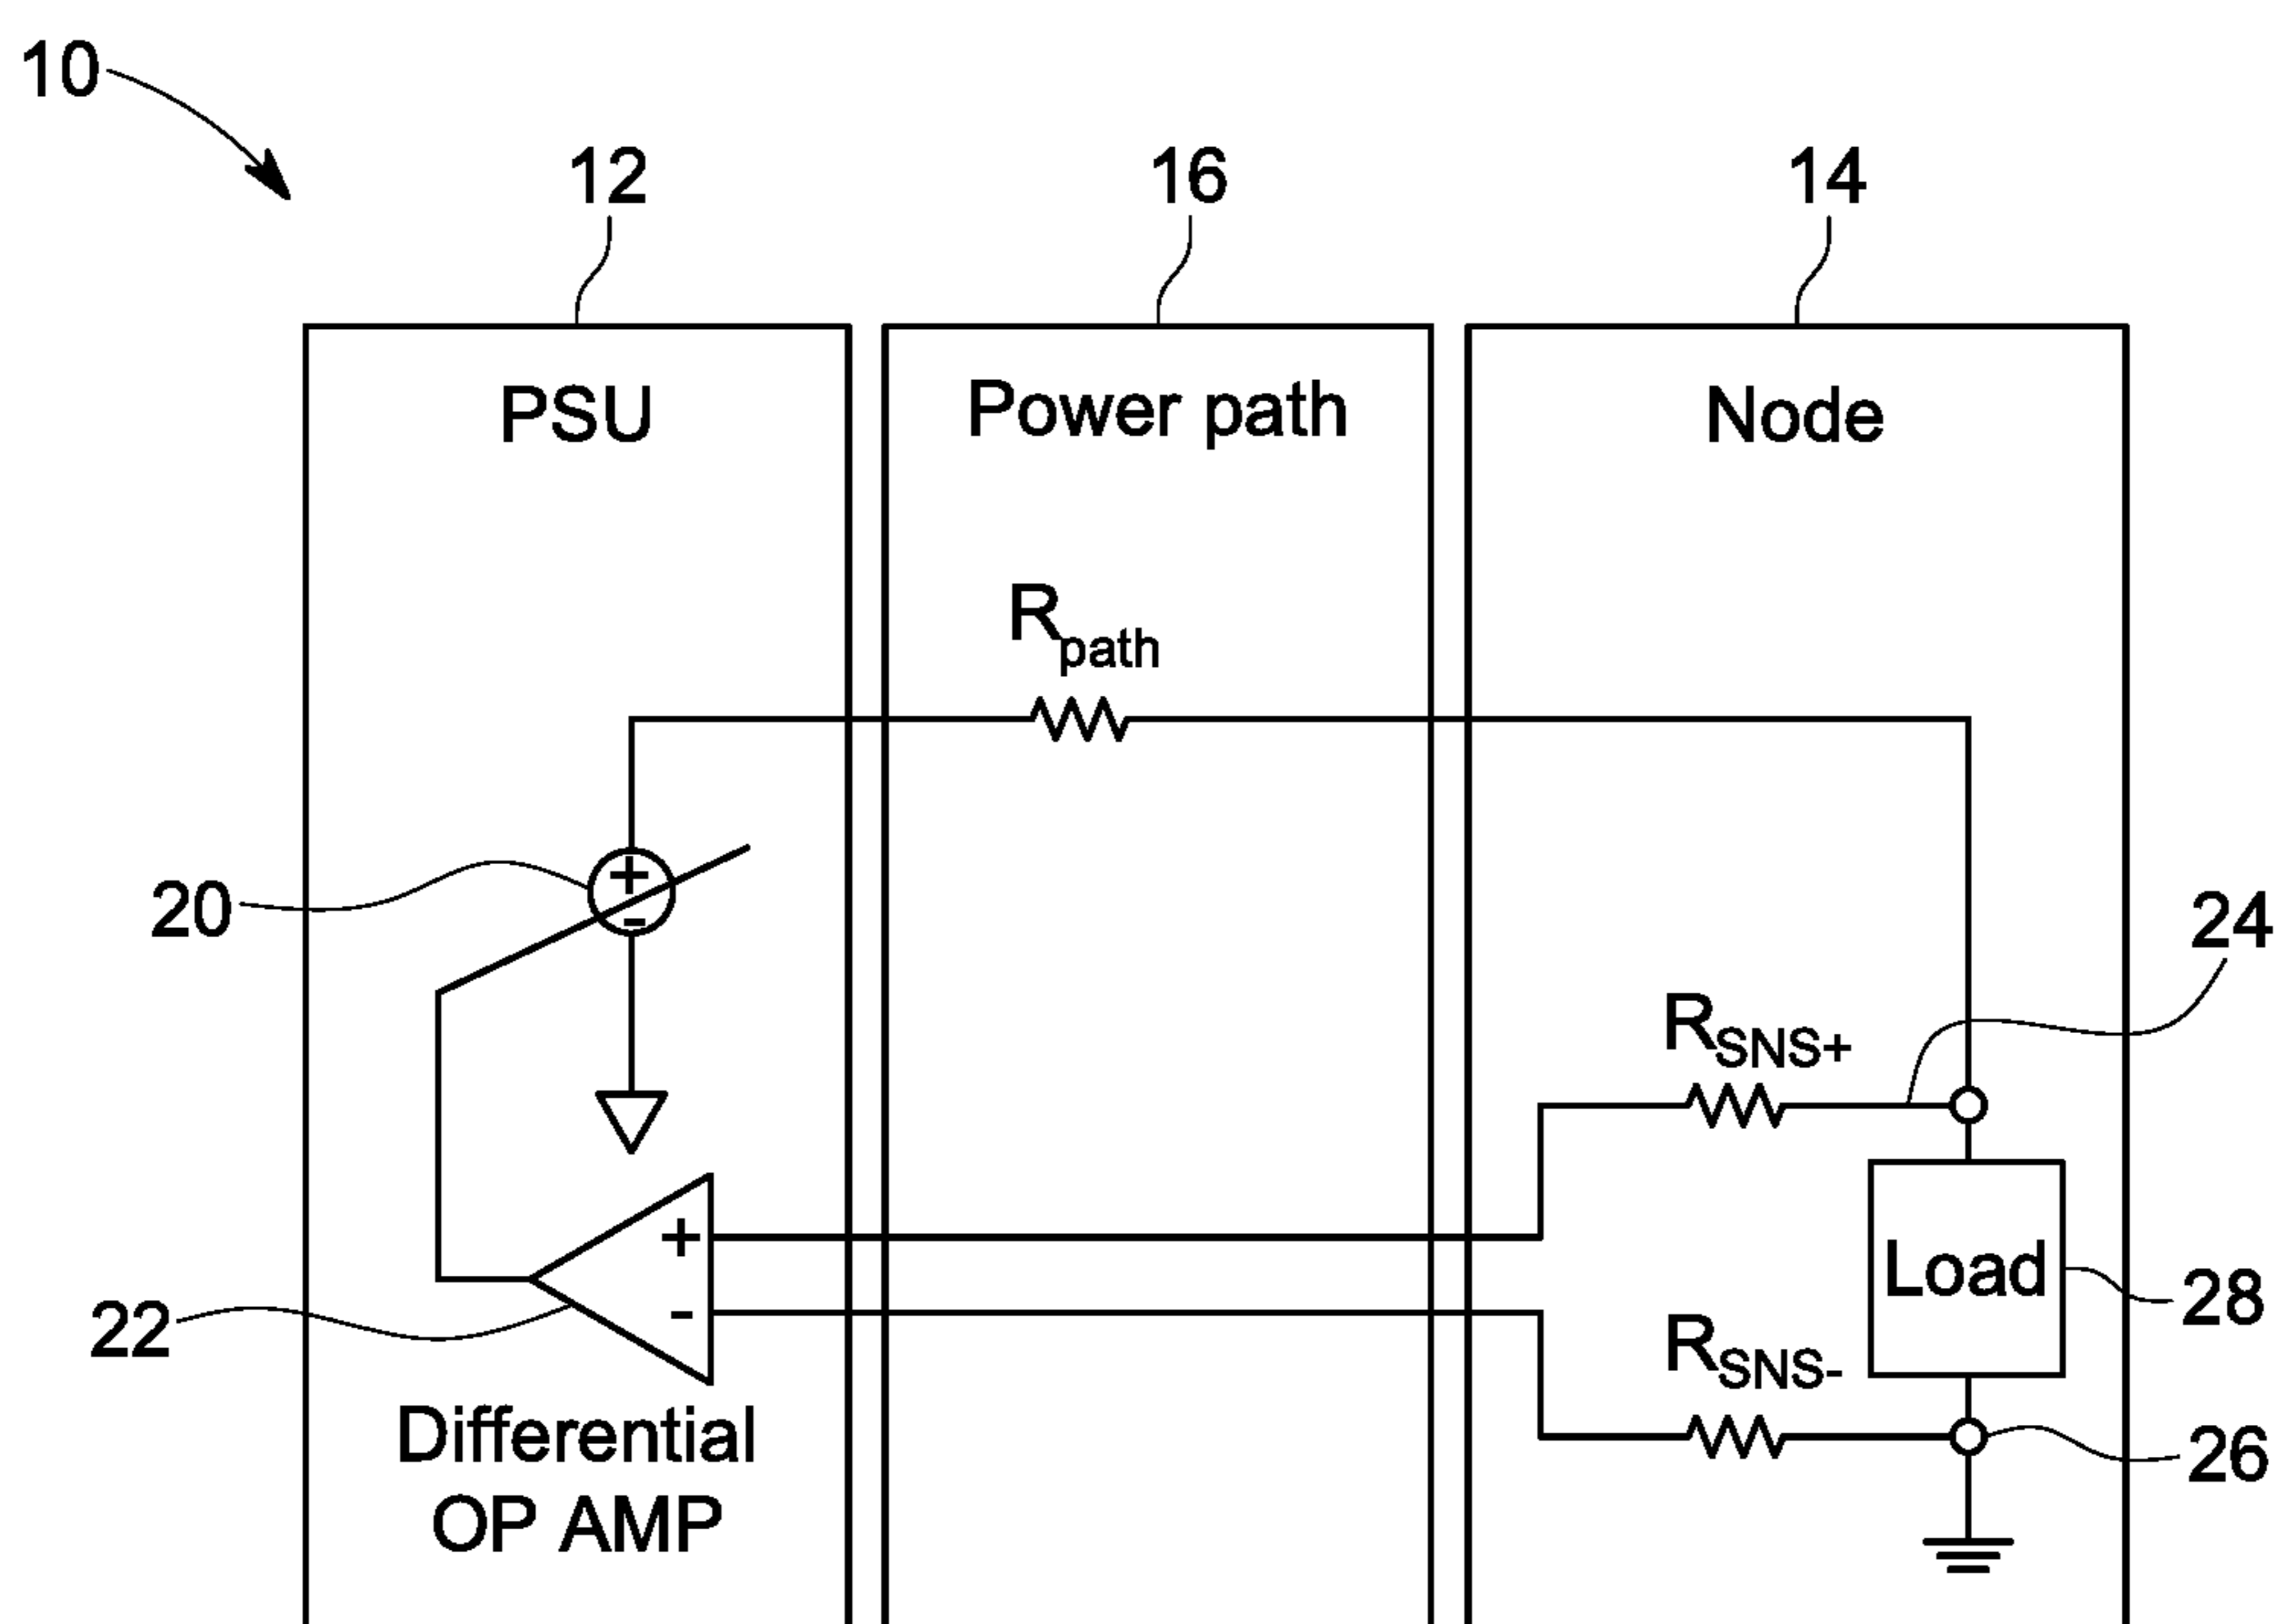 10
12
16
14
PSU
Power path
Node
Rpath
+
-
20
24
RSNS+
+
-
Load
28
22
RSNS-
26
Differential
OP AMP